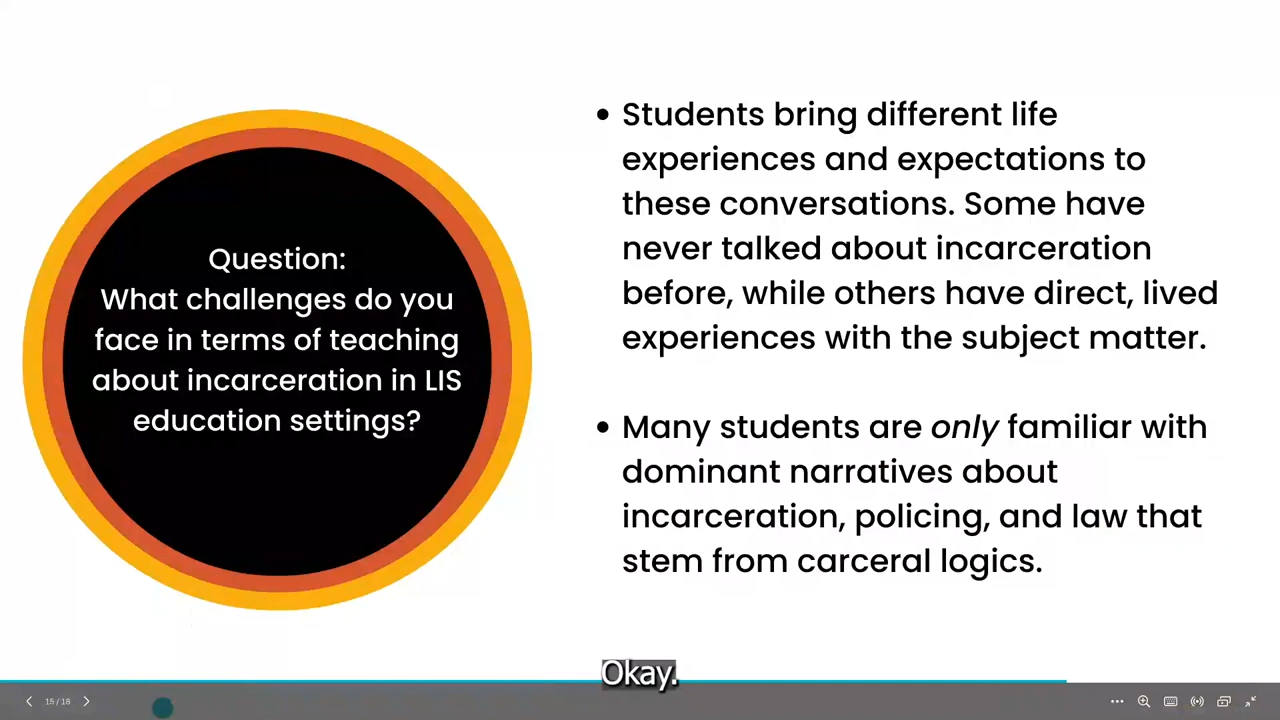 Question:
What challenges do you
face in terms of teaching
about incarceration in LIS
education settings?
• Students bring different life
experiences and expectations to
these conversations. Some have
never talked about incarceration
before, while others have direct, lived
experiences with the subject matter.
• Many students are only familiar with
dominant narratives about
incarceration, policing, and law that
stem from carceral logics.
Okay.
15 / 18